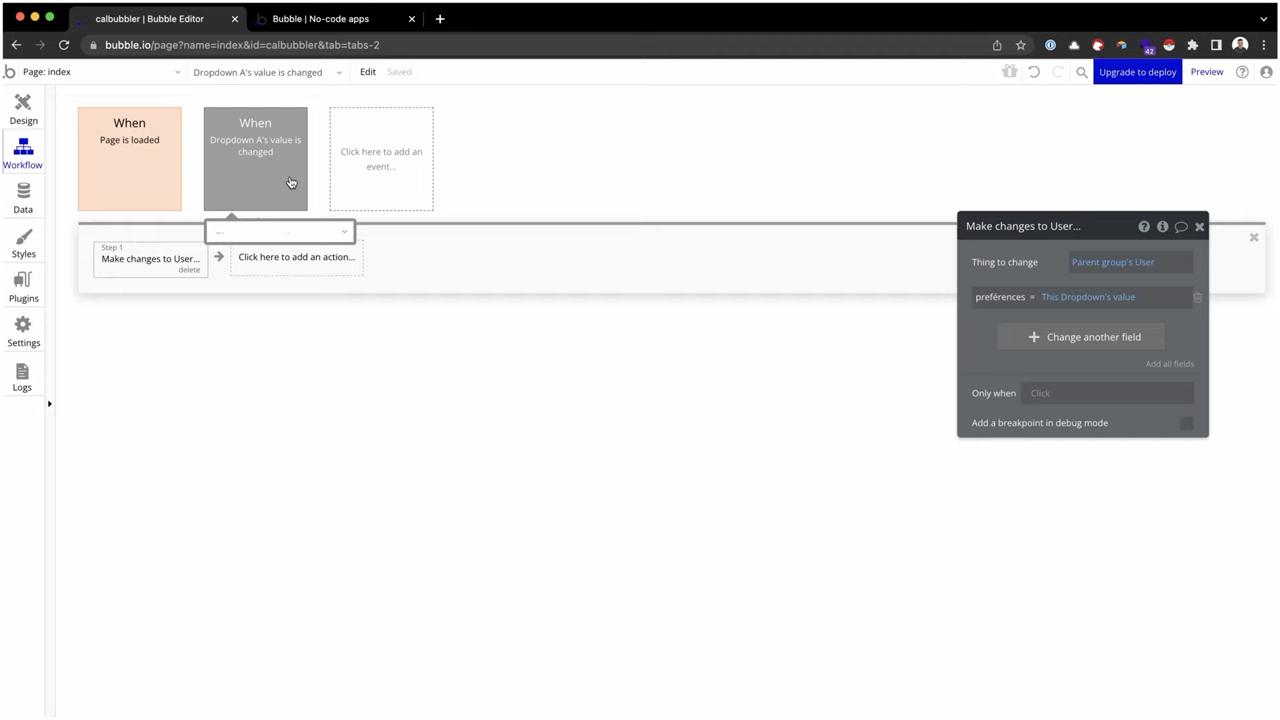 calbubbler | Bubble Editor
Bubble | No-code apps
bubble.io/page?name=index&id=calbubbler&tab=tabs-2
42
Page: index
Dropdown A's value is changed
Edit
Saved
Upgrade to deploy
Preview
Design
Workflow
Data
Styles
Plugins
Settings
Logs
When
Page is loaded
When
Dropdown A's value is
changed
Click here to add an
event...
Step 1
Make changes to User...
delete
Click here to add an action...
Make changes to User...
Thing to change
Parent group's User
preférences = This Dropdown's value
Change another field
Add all fields
Only when
Click
Add a breakpoint in debug mode